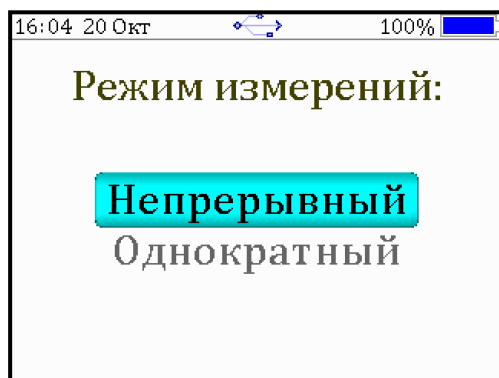 16:04 20 Окт 100%
Режим измерений:
Непрерывный
Однократный